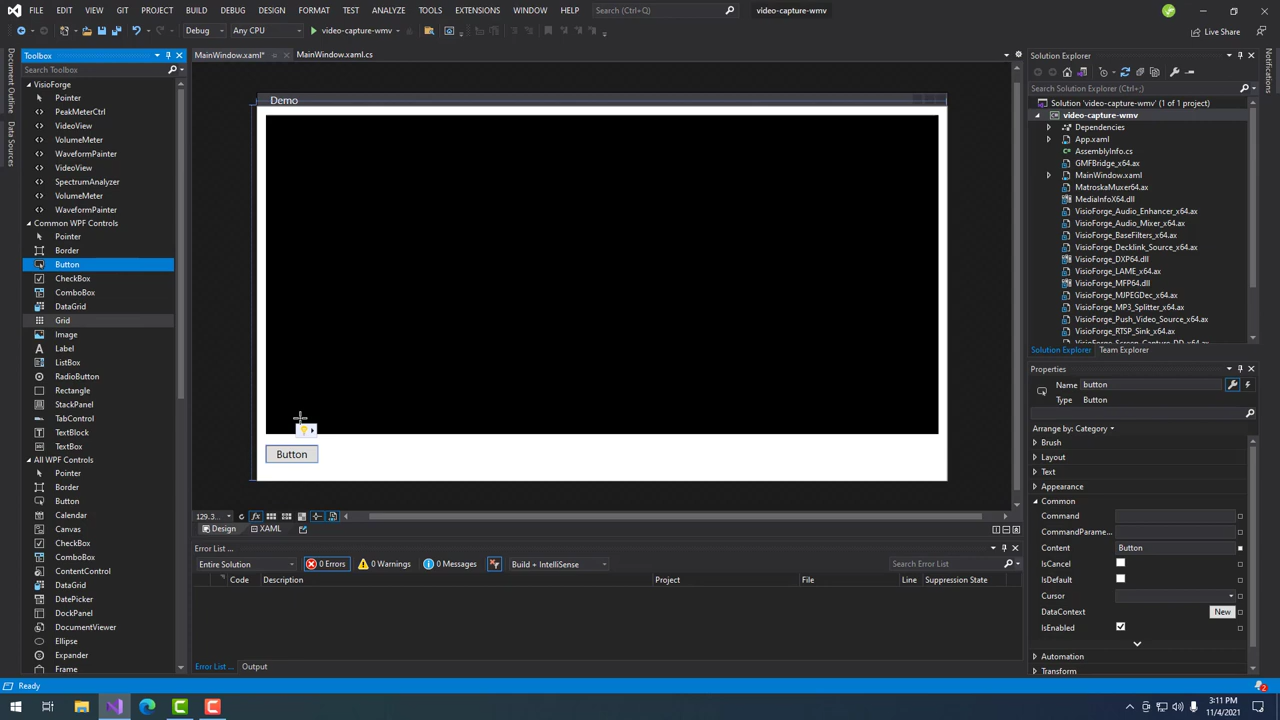 FILE EDIT VIEW GIT PROJECT BUILD DEBUG DESIGN FORMAT TEST ANALYZE TOOLS EXTENSIONS WINDOW HELP Search (Ctrl+;) video-capture-wmv
Debug Any CPU video-capture-wmv Live Share
Document Outline
Data Sources
Notifications
Toolbox
Search Toolbox
VisioForge
Pointer
PeakMeterCtrl
VideoView
VolumeMeter
WaveformPainter
VideoView
SpectrumAnalyzer
VolumeMeter
WaveformPainter
Common WPF Controls
Pointer
Border
Button
CheckBox
ComboBox
DataGrid
Grid
Image
Label
ListBox
RadioButton
Rectangle
StackPanel
TabControl
TextBlock
TextBox
All WPF Controls
Pointer
Border
Button
Calendar
Canvas
CheckBox
ComboBox
ContentControl
DataGrid
DatePicker
DockPanel
DocumentViewer
Ellipse
Expander
Frame
MainWindow.xaml* MainWindow.xaml.cs
Demo
Button
129.3...
Design XAML
Error List ...
Entire Solution 0 Errors 0 Warnings 0 Messages Build + IntelliSense Search Error List
Code Description Project File Line Suppression State
Error List ... Output
Solution Explorer
Search Solution Explorer (Ctrl+;)
Solution 'video-capture-wmv' (1 of 1 project)
video-capture-wmv
Dependencies
App.xaml
AssemblyInfo.cs
GMFBridge_x64.ax
MainWindow.xaml
MatroskaMuxer64.ax
MediaInfoX64.dll
VisioForge_Audio_Enhancer_x64.ax
VisioForge_Audio_Mixer_x64.ax
VisioForge_BaseFilters_x64.ax
VisioForge_Decklink_Source_x64.ax
VisioForge_DXP64.dll
VisioForge_LAME_x64.ax
VisioForge_MFP64.dll
VisioForge_MJPEGDec_x64.ax
VisioForge_MP3_Splitter_x64.ax
VisioForge_Push_Video_Source_x64.ax
VisioForge_RTSP_Sink_x64.ax
Solution Explorer Team Explorer
Properties
Name button
Type Button
Arrange by: Category
Brush
Layout
Text
Appearance
Common
Command
CommandParame...
Content Button
IsCancel
IsDefault
Cursor
DataContext New
IsEnabled
Automation
Transform
Ready 2
3:11 PM
11/4/2021